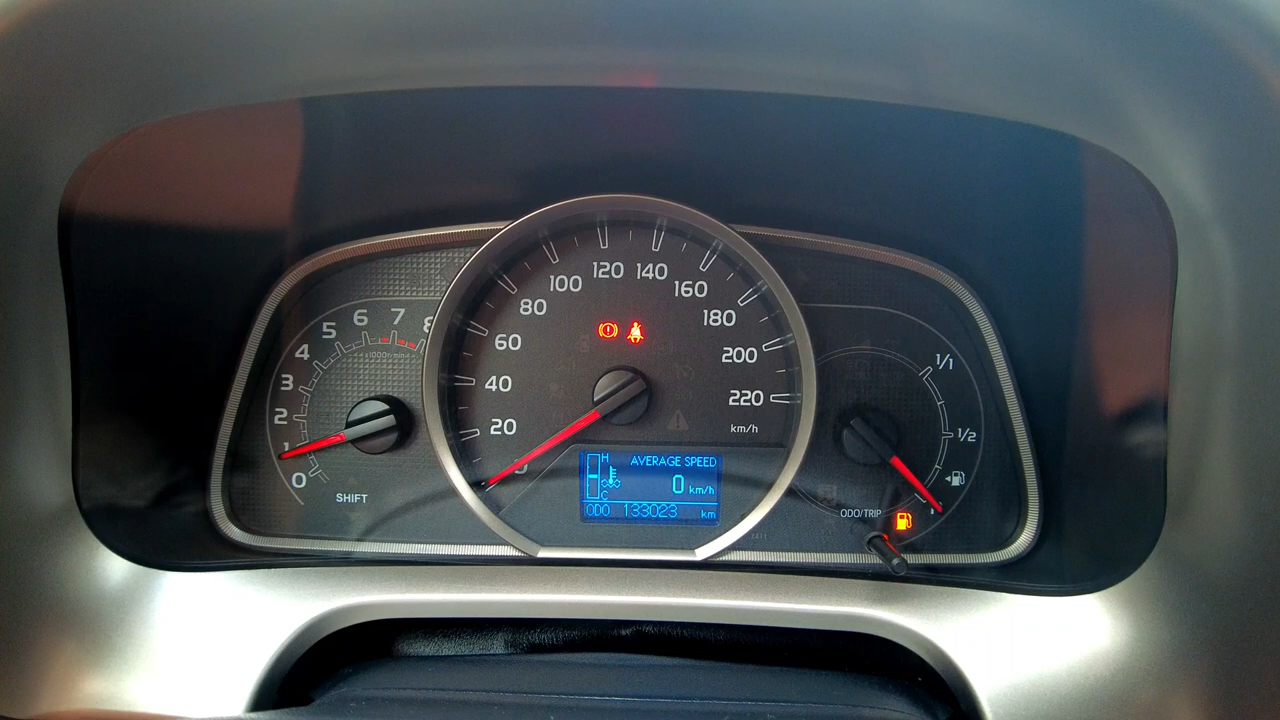 0
1
2
3
4
5
6
7
8
x1000r/min
SHIFT
0
20
40
60
80
100
120
140
160
180
200
220
km/h
H
C
AVERAGE SPEED
0 km/h
ODO 133023 km
1/1
1/2
ODO/TRIP